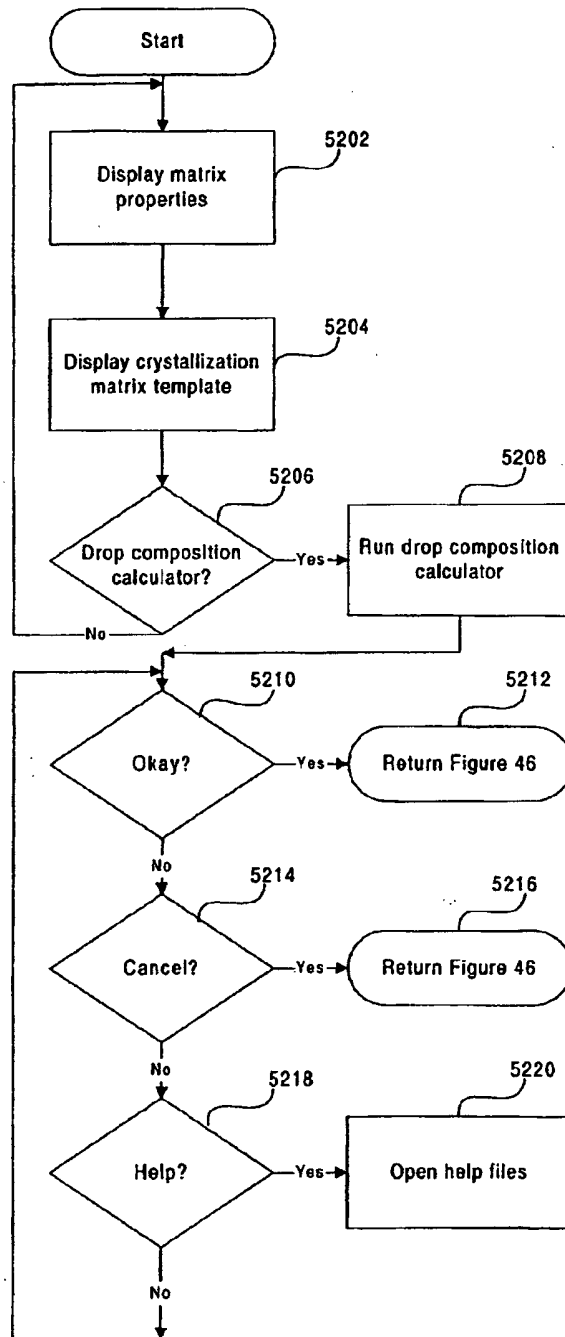 Start
5202
Display matrix
properties
5204
Display crystallization
matrix template
5206
Drop composition
calculator?
Yes
5208
Run drop composition
calculator
No
5210
Okay?
Yes
5212
Return Figure 46
No
5214
Cancel?
Yes
5216
Return Figure 46
No
5218
Help?
Yes
5220
Open help files
No